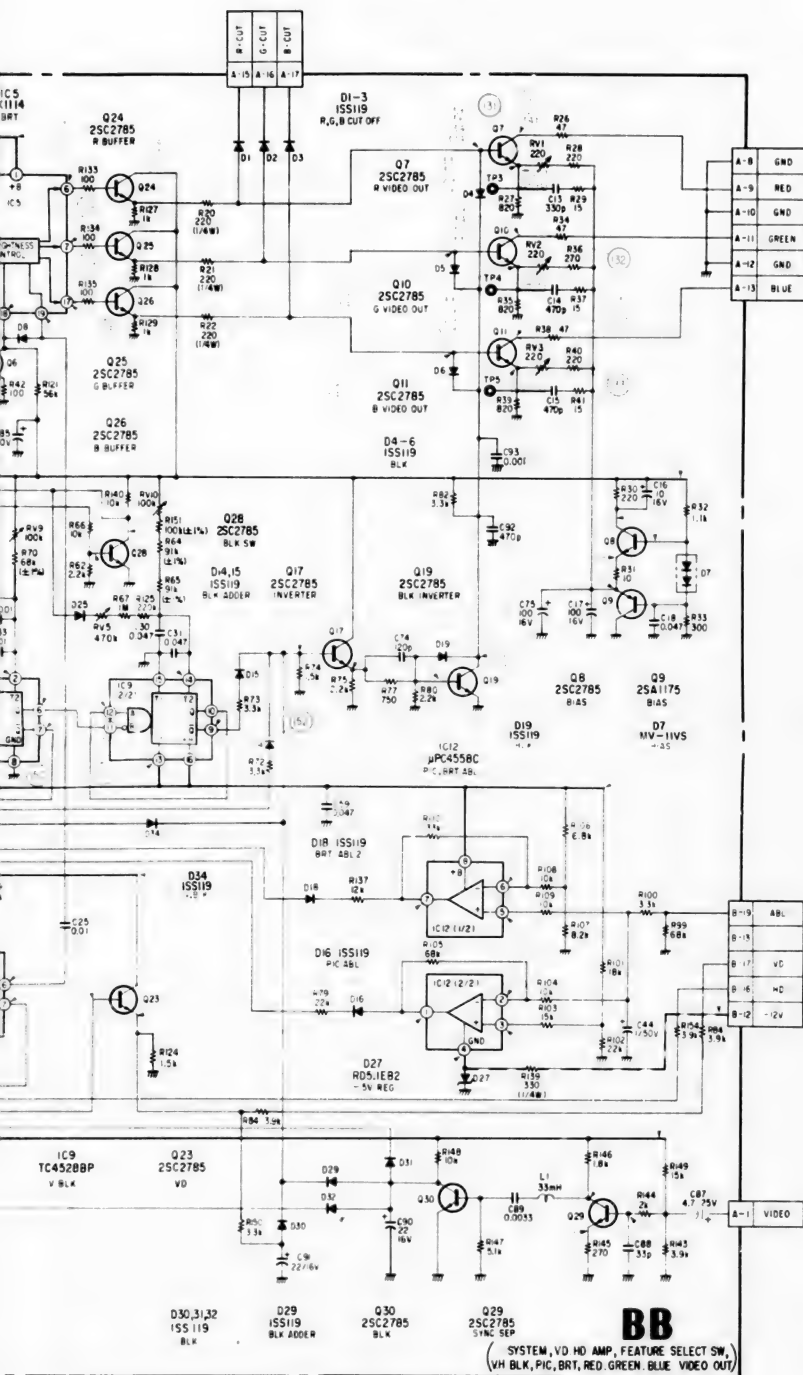 R-CUT
G-CUT
B-CUT
A-15
A-16
A-17
BRT
Q24
2SC2785
R BUFFER
D1-3
ISS119
R,G,B CUT OFF
R133
100
Q24
D1
D2
D3
R127
1k
R20
220
(1/4W)
IC5
+B
R134
100
Q25
R128
1k
R21
220
(1/4W)
R135
100
Q26
R129
1k
R22
220
(1/4W)
D8
Q25
2SC2785
G BUFFER
Q26
2SC2785
B BUFFER
Q6
R42
100
R121
56k
Q7
2SC2785
R VIDEO OUT
Q10
2SC2785
G VIDEO OUT
Q11
2SC2785
B VIDEO OUT
D4-6
ISS119
BLK
Q7
R26
47
RV1
220
R28
220
TP3
D4
R27
820
C13
330p
R29
15
R34
47
Q10
RV2
220
R36
270
D5
TP4
R35
820
C14
470p
R37
15
R38 47
Q11
RV3
220
R40
220
D6
TP5
R39
820
C15
470p
R41
15
C93
0.001
A-8 GND
A-9 RED
A-10 GND
A-11 GREEN
A-12 GND
A-13 BLUE
R140
10k
RV10
100k
R151
100k(±1%)
R64
91k
(±1%)
R65
91k
R66
10k
R62
2.2k
Q28
Q28
2SC2785
BLK SW
RV9
100k
R70
68k
(±1%)
D25
RV5
470k
R67
1M
R125
220k
0.047
C31
0.047
D14,15
ISS119
BLK ADDER
Q17
2SC2785
INVERTER
Q19
2SC2785
BLK INVERTER
R82
3.3k
C92
470p
R30
220
C16
10
16V
R32
1.1k
Q8
R31
10
D7
Q9
C75
100
16V
C17
100
16V
C18
0.047
R33
300
Q17
R75
2.2k
C74
120p
D19
R77
750
R80
2.2k
Q19
R74
D15
R73
3.3k
R72
3.3k
IC9
T2
GND
Q8
2SC2785
BIAS
Q9
2SA1175
BIAS
D19
ISS119
D7
MV-11VS
IC12
µPC4558C
PIC,BRT ABL
D34
D34
ISS119
D18 ISS119
BRT ABL2
D18
R137
12k
R106
6.8k
+B
R108
10k
R109
10k
IC12 (1/2)
R107
8.2k
R100
3.3k
R99
68k
D16 ISS119
PIC ABL
R105
68k
IC12 (2/2)
R104
10k
R103
15k
R101
18k
R79
22k
D16
GND
C44
1/50V
R102
22k
R154
3.9k
R84
3.9k
D27
R139
330
(1/4W)
D27
RD5.1EB2
-5V REG
B-19 ABL
B-17 VD
B-16 HD
B-12 -12V
C25
0.01
Q23
R124
1.5k
R84 3.9k
IC9
TC4528BP
V BLK
Q23
2SC2785
VD
D29
D31
D32
D30
R150
3.3k
C91
22/16V
C90
22
16V
R148
10k
Q30
R147
5.1k
C89
0.0033
L1
33mH
R146
1.8k
Q29
R145
270
R144
2k
C88
33p
R149
15k
R143
3.9k
C87
4.7 25V
A-1 VIDEO
D30,31,32
ISS119
BLK
D29
ISS119
BLK ADDER
Q30
2SC2785
BLK
Q29
2SC2785
SYNC SEP
BB
(SYSTEM, VD HD AMP, FEATURE SELECT SW,
VH BLK, PIC, BRT, RED. GREEN. BLUE VIDEO OUT)